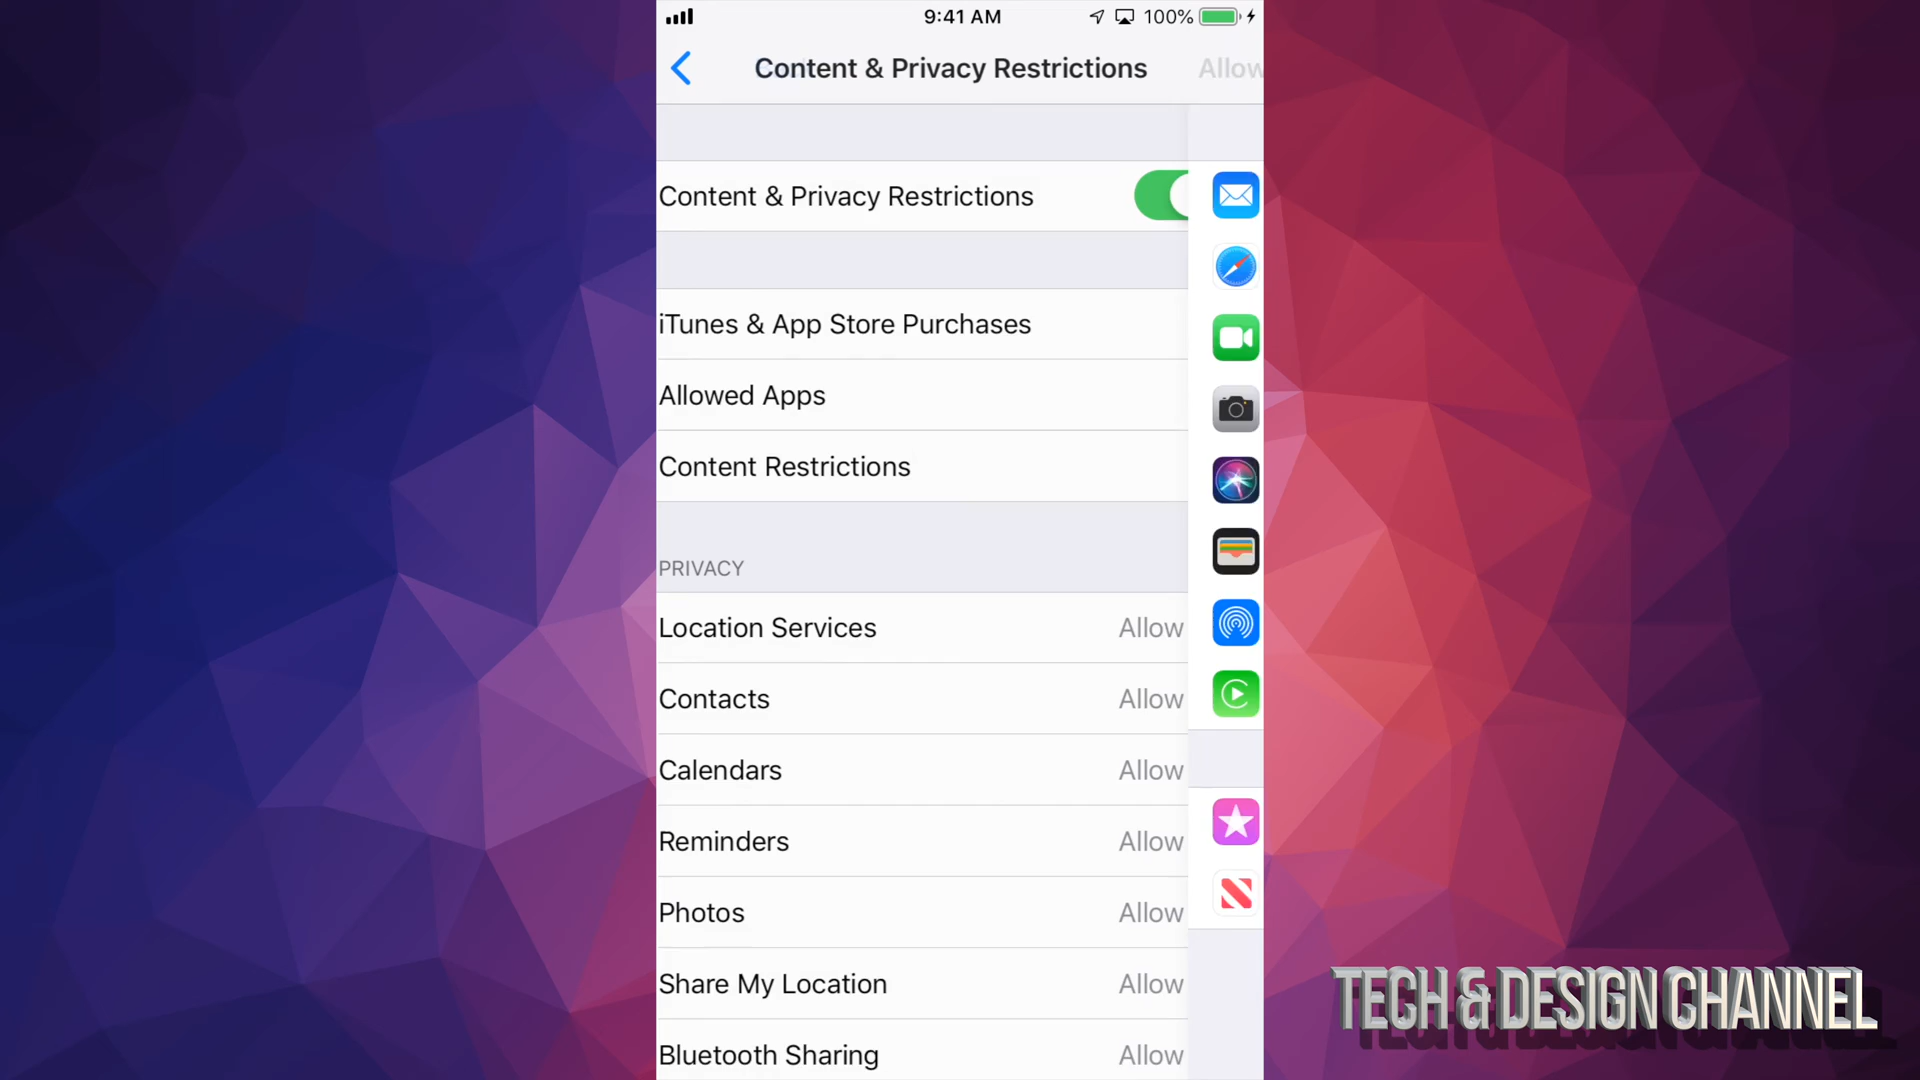 9:41 AM
100%
Content & Privacy Restrictions
Allow
Content & Privacy Restrictions
iTunes & App Store Purchases
Allowed Apps
Content Restrictions
PRIVACY
Location Services Allow
Contacts Allow
Calendars Allow
Reminders Allow
Photos Allow
Share My Location Allow
Bluetooth Sharing Allow
TECH & DESIGN CHANNEL